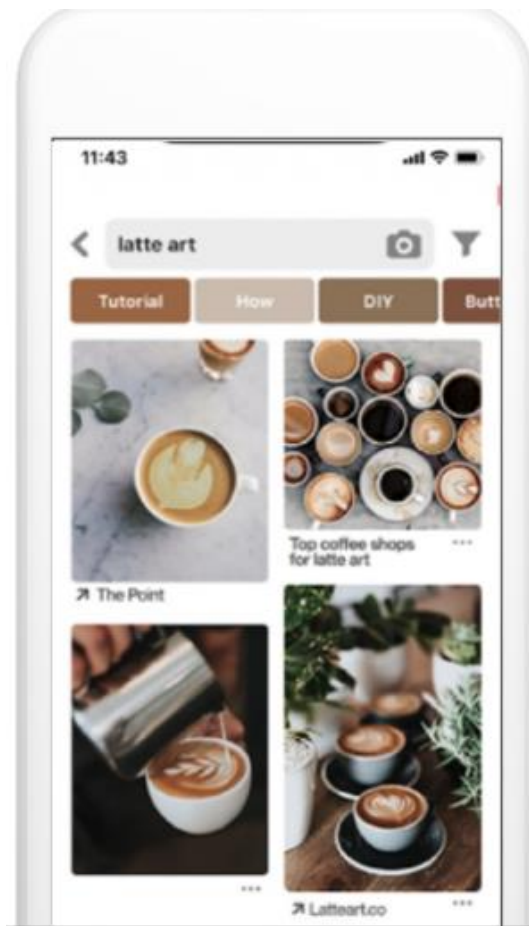 11:43
latte art
Tutorial
How
DIY
Butt
The Point
Top coffee shops
for latte art
Latteart.co